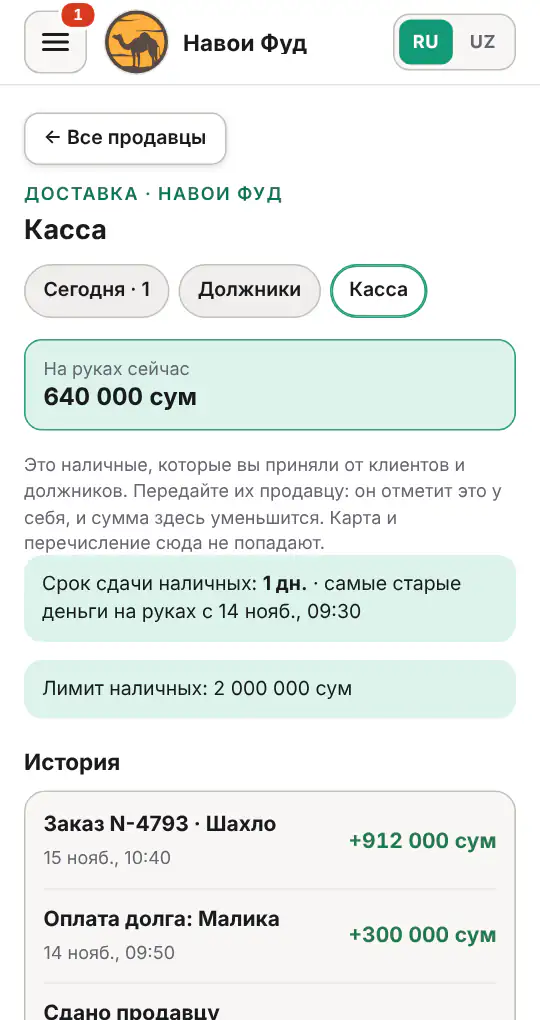 1
Навои Фуд
RU UZ
← Все продавцы
ДОСТАВКА · НАВОИ ФУД
Касса
Сегодня · 1 Должники Касса
На руках сейчас
640 000 сум
Это наличные, которые вы приняли от клиентов и
должников. Передайте их продавцу: он отметит это у
себя, и сумма здесь уменьшится. Карта и
перечисление сюда не попадают.
Срок сдачи наличных: 1 дн. · самые старые
деньги на руках с 14 нояб., 09:30
Лимит наличных: 2 000 000 сум
История
Заказ N-4793 · Шахло
+912 000 сум
15 нояб., 10:40
Оплата долга: Малика
+300 000 сум
14 нояб., 09:50
Сдано продавцу